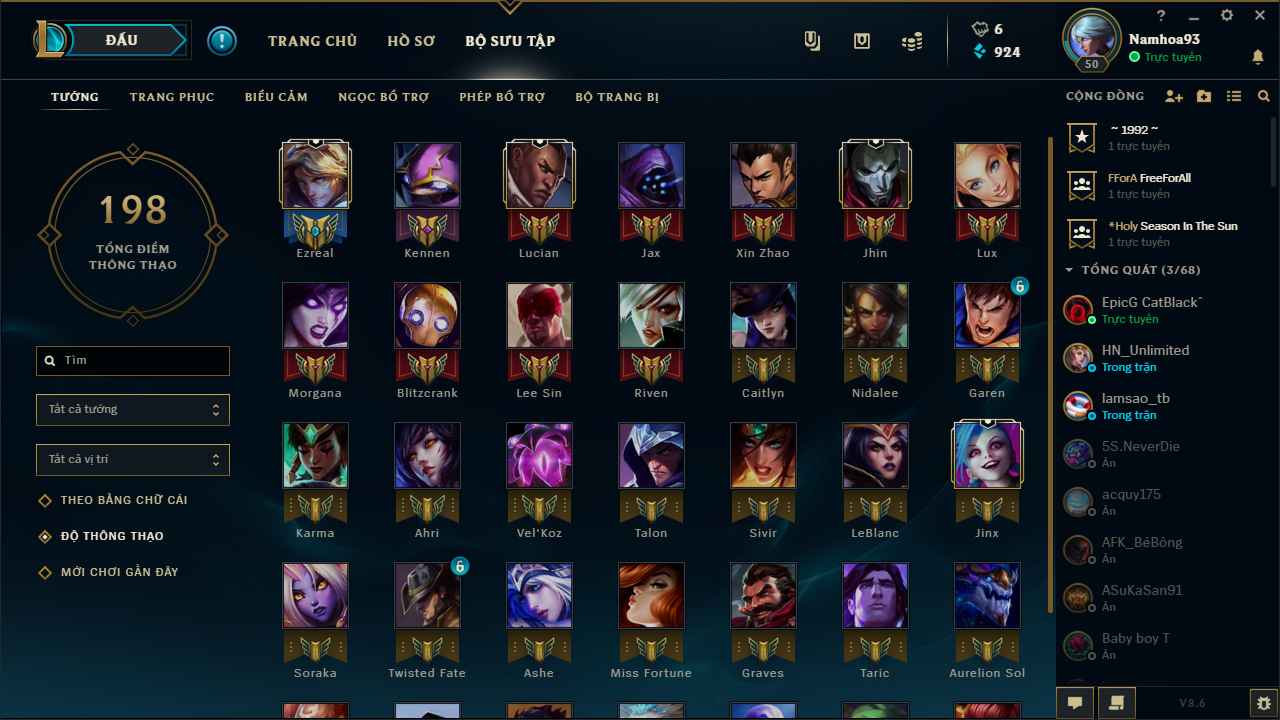 ĐẤU
TRANG CHỦ
HỒ SƠ
BỘ SƯU TẬP
6
924
?
50
Namhoa93
Trực tuyến
TƯỚNG
TRANG PHỤC
BIỂU CẢM
NGỌC BỔ TRỢ
PHÉP BỔ TRỢ
BỘ TRANG BỊ
198
TỔNG ĐIỂM
THÔNG THẠO
Tìm
Tất cả tướng
Tất cả vị trí
THEO BẢNG CHỮ CÁI
ĐỘ THÔNG THẠO
MỚI CHƠI GẦN ĐÂY
Ezreal
Kennen
Lucian
Jax
Xin Zhao
Jhin
Lux
6
Morgana
Blitzcrank
Lee Sin
Riven
Caitlyn
Nidalee
Garen
Karma
Ahri
Vel'Koz
Talon
Sivir
LeBlanc
Jinx
6
Soraka
Twisted Fate
Ashe
Miss Fortune
Graves
Taric
Aurelion Sol
CỘNG ĐỒNG
~ 1992 ~
1 trực tuyến
FForA FreeForAll
1 trực tuyến
*Holy Season In The Sun
1 trực tuyến
TỔNG QUÁT (3/68)
EpicG CatBlack^
Trực tuyến
HN_Unlimited
Trong trận
lamsao_tb
Trong trận
5S.NeverDie
Ẩn
acquy175
Ẩn
AFK_BéBông
Ẩn
ASuKaSan91
Ẩn
Baby boy T
Ẩn
V8.6